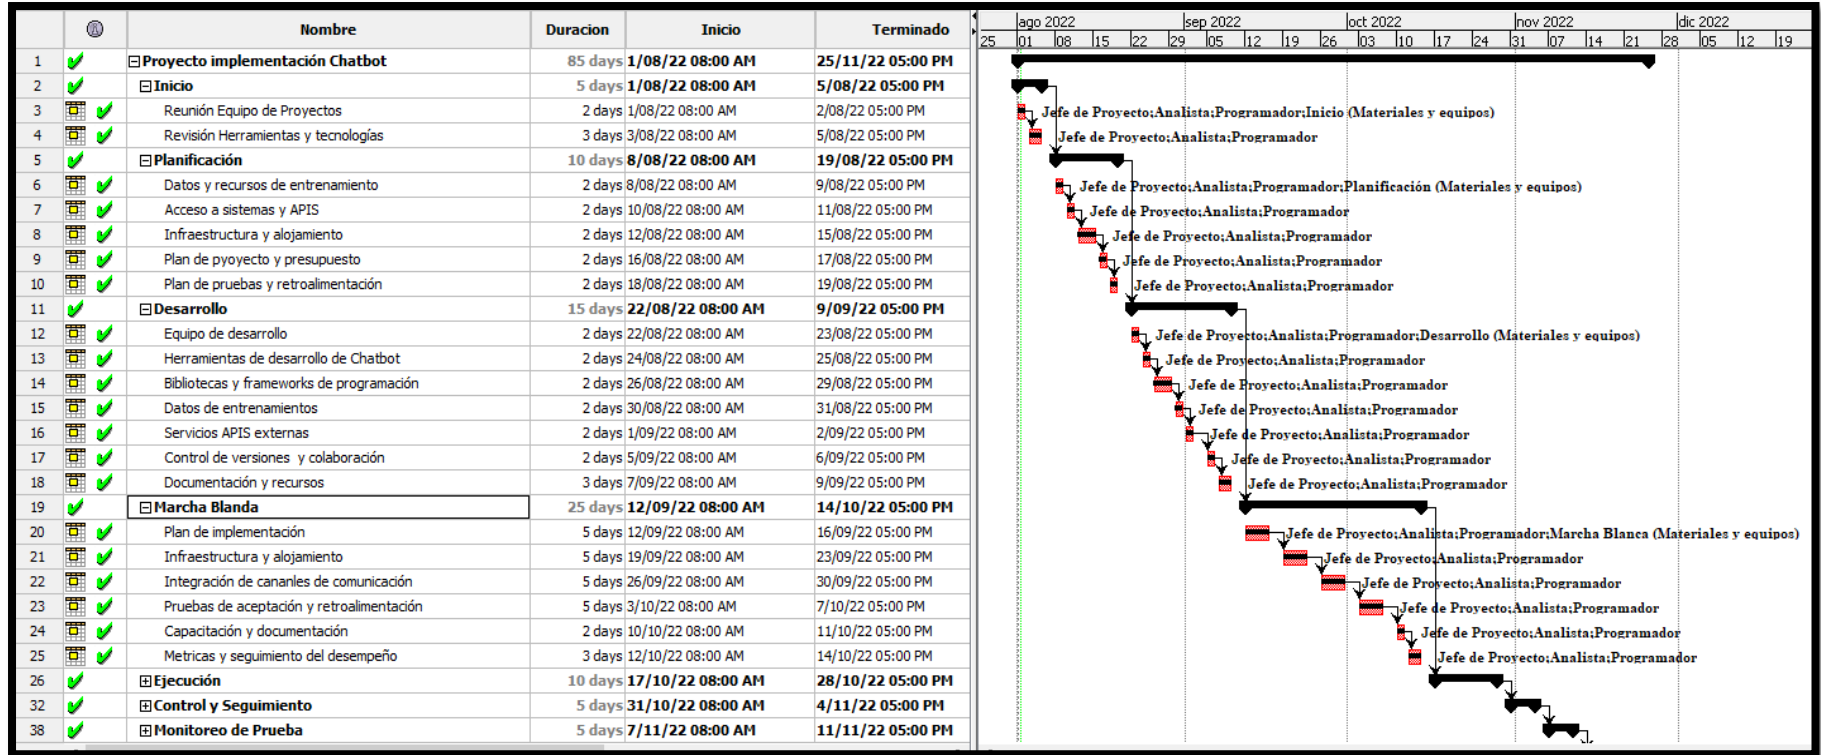 Nombre Duracion Inicio Terminado
ago 2022 sep 2022 oct 2022 nov 2022 dic 2022
25 01 08 15 22 29 05 12 19 26 03 10 17 24 31 07 14 21 28 05 12 19
1 Proyecto implementación Chatbot 85 days 1/08/22 08:00 AM 25/11/22 05:00 PM
2 Inicio 5 days 1/08/22 08:00 AM 5/08/22 05:00 PM
3 Reunión Equipo de Proyectos 2 days 1/08/22 08:00 AM 2/08/22 05:00 PM Jefe de Proyecto;Analista;Programador;Inicio (Materiales y equipos)
4 Revisión Herramientas y tecnologías 3 days 3/08/22 08:00 AM 5/08/22 05:00 PM Jefe de Proyecto;Analista;Programador
5 Planificación 10 days 8/08/22 08:00 AM 19/08/22 05:00 PM
6 Datos y recursos de entrenamiento 2 days 8/08/22 08:00 AM 9/08/22 05:00 PM Jefe de Proyecto;Analista;Programador;Planificación (Materiales y equipos)
7 Acceso a sistemas y APIS 2 days 10/08/22 08:00 AM 11/08/22 05:00 PM Jefe de Proyecto;Analista;Programador
8 Infraestructura y alojamiento 2 days 12/08/22 08:00 AM 15/08/22 05:00 PM Jefe de Proyecto;Analista;Programador
9 Plan de pyoyecto y presupuesto 2 days 16/08/22 08:00 AM 17/08/22 05:00 PM Jefe de Proyecto;Analista;Programador
10 Plan de pruebas y retroalimentación 2 days 18/08/22 08:00 AM 19/08/22 05:00 PM Jefe de Proyecto;Analista;Programador
11 Desarrollo 15 days 22/08/22 08:00 AM 9/09/22 05:00 PM
12 Equipo de desarrollo 2 days 22/08/22 08:00 AM 23/08/22 05:00 PM Jefe de Proyecto;Analista;Programador;Desarrollo (Materiales y equipos)
13 Herramientas de desarrollo de Chatbot 2 days 24/08/22 08:00 AM 25/08/22 05:00 PM Jefe de Proyecto;Analista;Programador
14 Bibliotecas y frameworks de programación 2 days 26/08/22 08:00 AM 29/08/22 05:00 PM Jefe de Proyecto;Analista;Programador
15 Datos de entrenamientos 2 days 30/08/22 08:00 AM 31/08/22 05:00 PM Jefe de Proyecto;Analista;Programador
16 Servicios APIS externas 2 days 1/09/22 08:00 AM 2/09/22 05:00 PM Jefe de Proyecto;Analista;Programador
17 Control de versiones y colaboración 2 days 5/09/22 08:00 AM 6/09/22 05:00 PM Jefe de Proyecto;Analista;Programador
18 Documentación y recursos 3 days 7/09/22 08:00 AM 9/09/22 05:00 PM Jefe de Proyecto;Analista;Programador
19 Marcha Blanda 25 days 12/09/22 08:00 AM 14/10/22 05:00 PM
20 Plan de implementación 5 days 12/09/22 08:00 AM 16/09/22 05:00 PM Jefe de Proyecto;Analista;Programador;Marcha Blanca (Materiales y equipos)
21 Infraestructura y alojamiento 5 days 19/09/22 08:00 AM 23/09/22 05:00 PM Jefe de Proyecto;Analista;Programador
22 Integración de cananles de comunicación 5 days 26/09/22 08:00 AM 30/09/22 05:00 PM Jefe de Proyecto;Analista;Programador
23 Pruebas de aceptación y retroalimentación 5 days 3/10/22 08:00 AM 7/10/22 05:00 PM Jefe de Proyecto;Analista;Programador
24 Capacitación y documentación 2 days 10/10/22 08:00 AM 11/10/22 05:00 PM Jefe de Proyecto;Analista;Programador
25 Metricas y seguimiento del desempeño 3 days 12/10/22 08:00 AM 14/10/22 05:00 PM Jefe de Proyecto;Analista;Programador
26 Ejecución 10 days 17/10/22 08:00 AM 28/10/22 05:00 PM
32 Control y Seguimiento 5 days 31/10/22 08:00 AM 4/11/22 05:00 PM
38 Monitoreo de Prueba 5 days 7/11/22 08:00 AM 11/11/22 05:00 PM